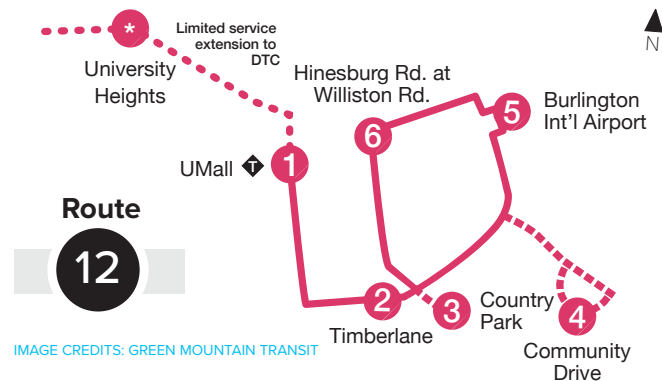 *
Limited service
extension to
DTC
N
University
Heights
Hinesburg Rd. at
Williston Rd.
5
Burlington
Int'l Airport
6
UMall
T
1
Route
12
2
3
Country
Park
4
Timberlane
Community
Drive
IMAGE CREDITS: GREEN MOUNTAIN TRANSIT